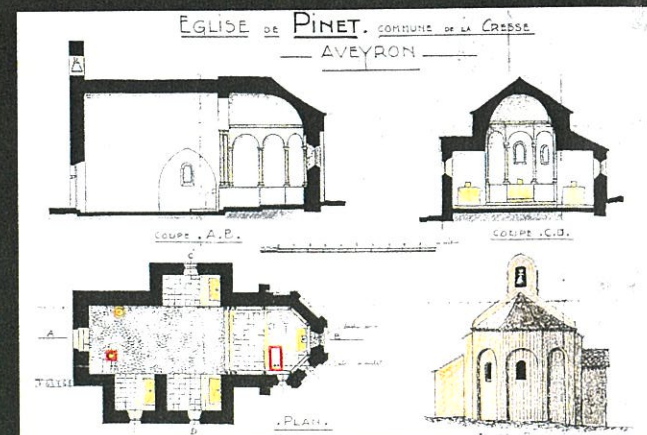 EGLISE DE PINET. COMMUNE DE LA CRESSE
AVEYRON
COUPE . A.B.
COUPE . C.D.
C
A
B
D
. PLAN .